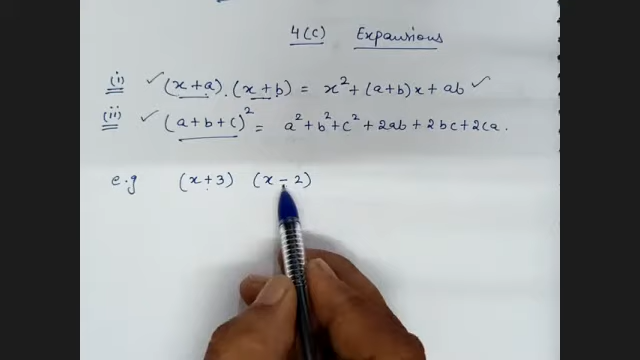 4(C) Expansions
(i) (x+a).(x+b) = x² + (a+b)x + ab
(ii) (a+b+c)² = a² + b² + c² + 2ab + 2bc + 2ca.
e.g (x+3) (x-2)